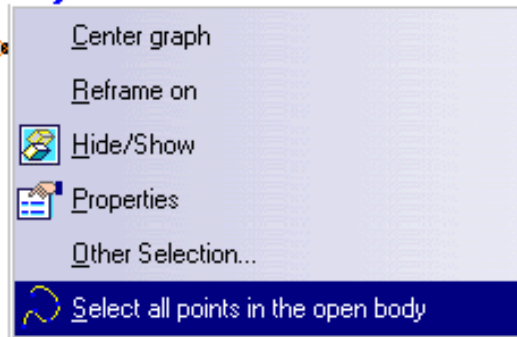 Center graph
Reframe on
Hide/Show
Properties
Other Selection...
Select all points in the open body